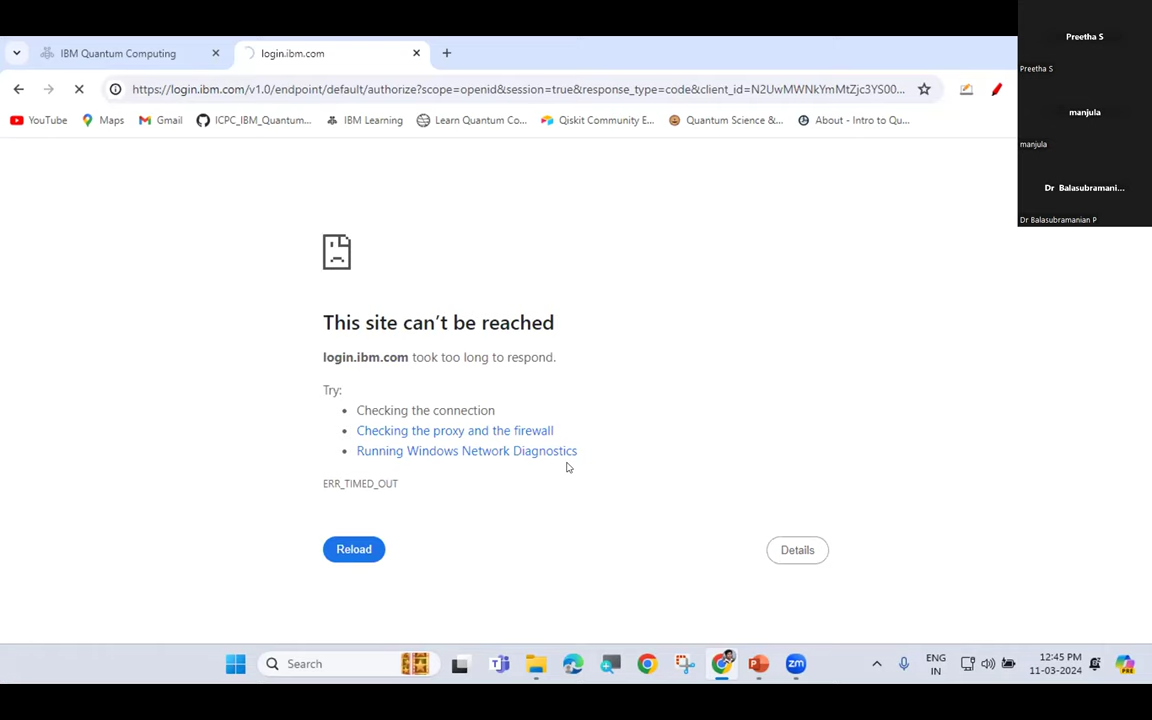 IBM Quantum Computing
login.ibm.com
https://login.ibm.com/v1.0/endpoint/default/authorize?scope=openid&session=true&response_type=code&client_id=N2UwMWNkYmMtZjc3YS00...
YouTube Maps Gmail ICPC_IBM_Quantum... IBM Learning Learn Quantum Co... Qiskit Community E... Quantum Science &... About - Intro to Qu...
Preetha S
Preetha S
manjula
manjula
Dr Balasubramani...
Dr Balasubramanian P
This site can't be reached
login.ibm.com took too long to respond.
Try:
• Checking the connection
• Checking the proxy and the firewall
• Running Windows Network Diagnostics
ERR_TIMED_OUT
Reload
Details
Search
zm
ENG
IN
12:45 PM
11-03-2024
PRE